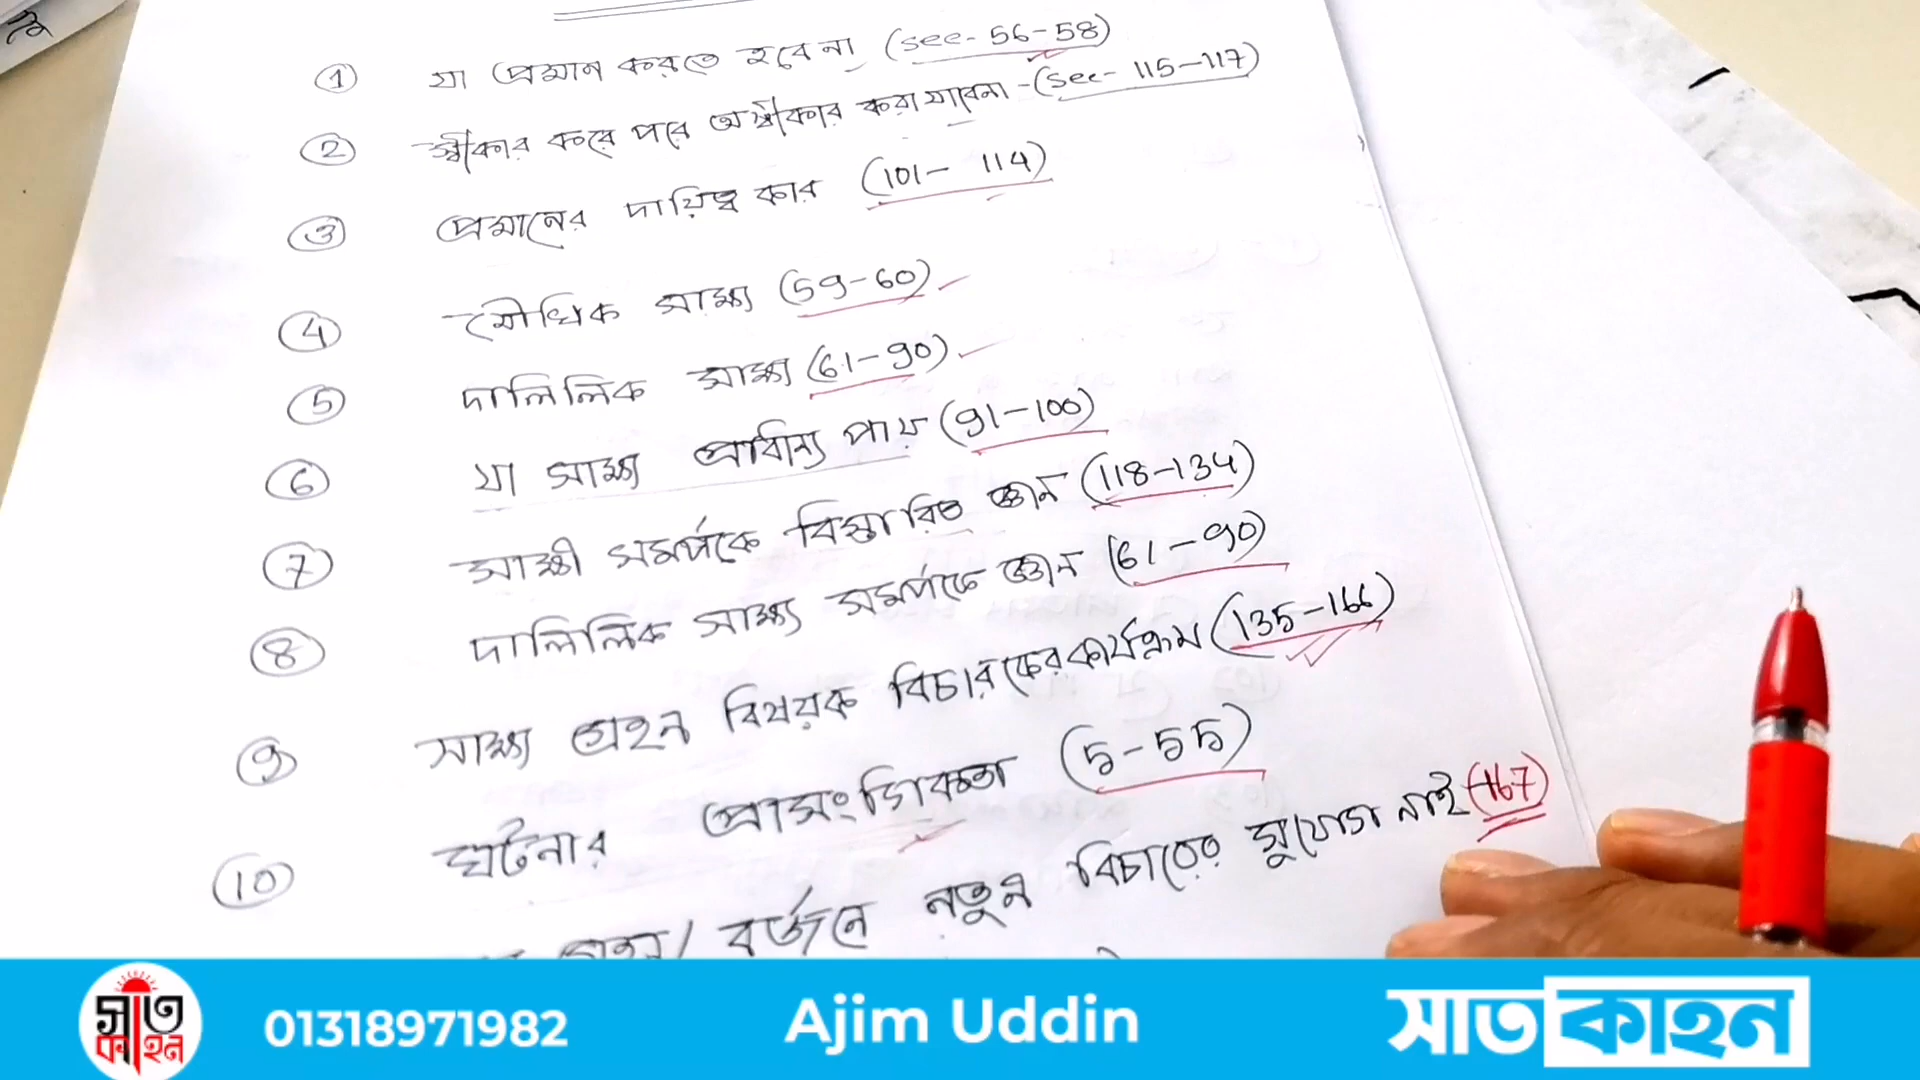 ① যা প্রমান করতে হবে না (see- 56-58)
② স্বীকার করে পরে অস্বীকার করা যাবেনা - (sec- 115-117)
③ প্রমানের দায়িত্ব কার (101- 114)
④ মৌখিক সাক্ষ্য (59-60)
⑤ দালিলিক সাক্ষ্য (61-90)
⑥ যা সাক্ষ্য প্রাধান্য পায় (91-100)
⑦ সাক্ষী সম্পর্কে বিস্তারিত জ্ঞান (118-134)
⑧ দালিলিক সাক্ষ্য সম্পর্কে জ্ঞান (61-90)
⑨ সাক্ষ্য গ্রহন বিষয়ক বিচারকের কার্যক্রম (135-166)
⑩ ঘটনার প্রাসংগিকতা (5-55)
/ বর্জনে নতুন বিচারের সুযোগ নাই (167)
সাত কাহন
01318971982
Ajim Uddin
সাত কাহন